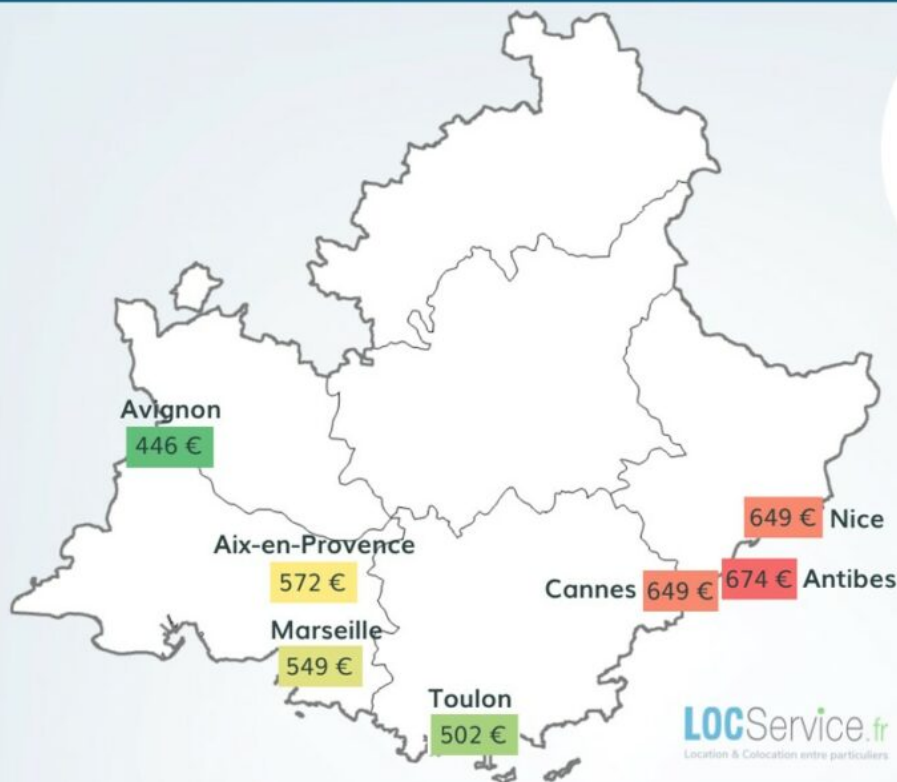 Avignon
446 €
Aix-en-Provence
572 €
Marseille
549 €
Toulon
502 €
649 € Nice
674 € Antibes
Cannes 649 €
LOCService.fr
Location & Colocation entre particuliers